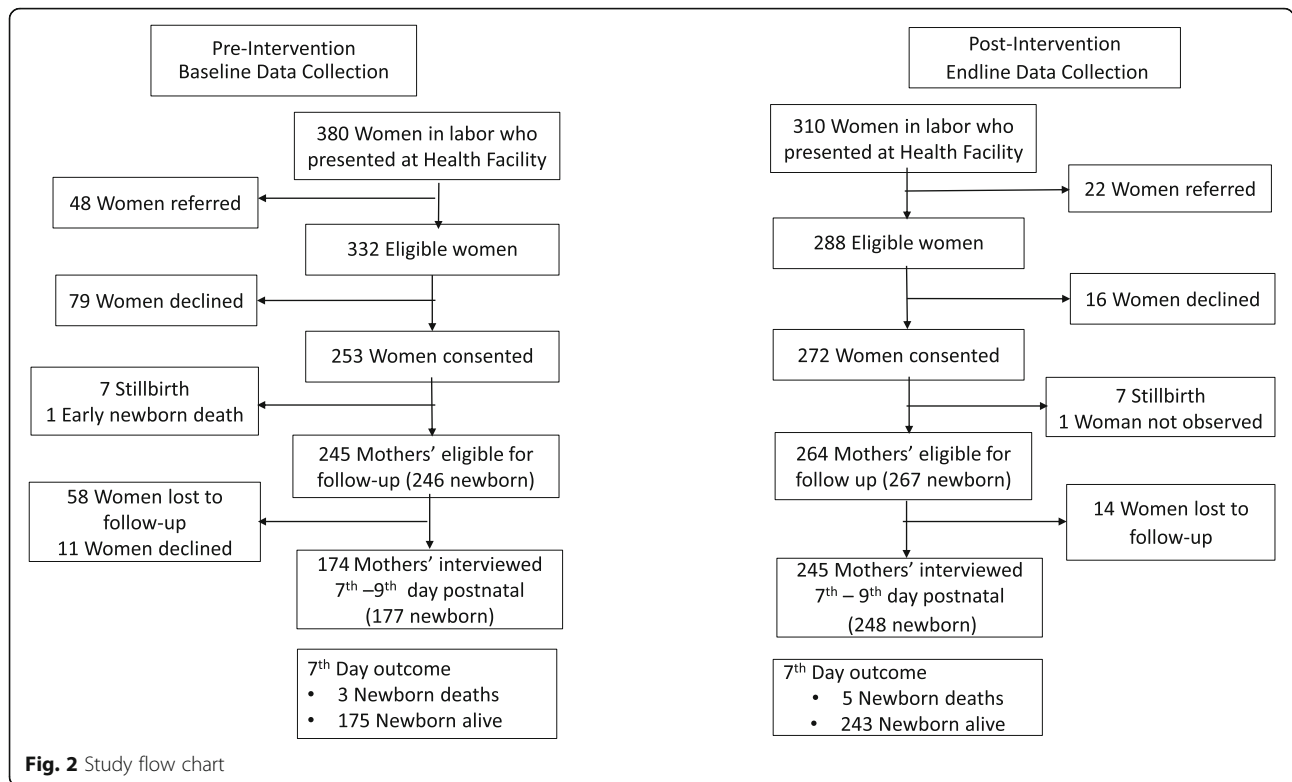 Pre-Intervention
Baseline Data Collection
380 Women in labor who
presented at Health Facility
48 Women referred
332 Eligible women
79 Women declined
253 Women consented
7 Stillbirth
1 Early newborn death
245 Mothers’ eligible for
follow-up (246 newborn)
58 Women lost to
follow-up
11 Women declined
174 Mothers’ interviewed
7th –9th day postnatal
(177 newborn)
7th Day outcome
• 3 Newborn deaths
• 175 Newborn alive
Post-Intervention
Endline Data Collection
310 Women in labor who
presented at Health Facility
22 Women referred
288 Eligible women
16 Women declined
272 Women consented
7 Stillbirth
1 Woman not observed
264 Mothers’ eligible for
follow up (267 newborn)
14 Women lost to
follow-up
245 Mothers’ interviewed
7th – 9th day postnatal
(248 newborn)
7th Day outcome
• 5 Newborn deaths
• 243 Newborn alive
Fig. 2 Study flow chart